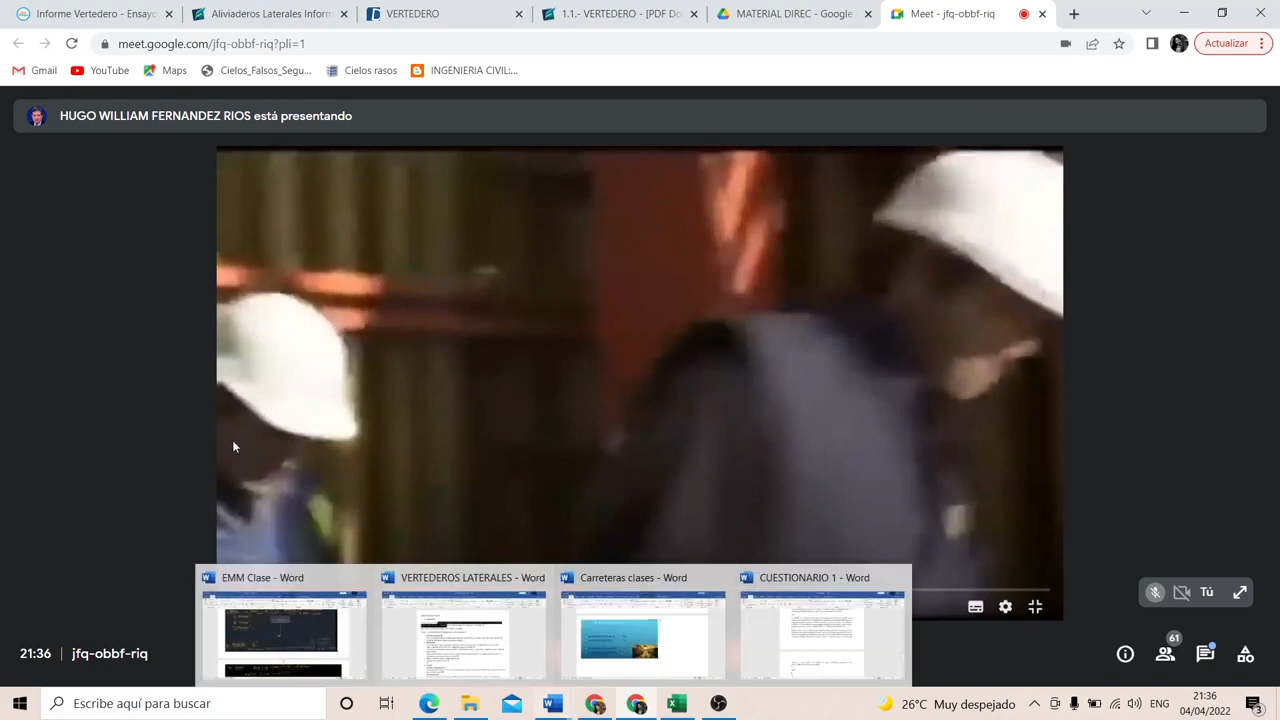 Informe Vertedero - Ensayo
Aliviaderos Laterales Inform
VERTEDERO
1.1.- VERTEDERO - [PDF Do
MATERIAL DIREC - Google
Meet - jfq-obbf-riq
meet.google.com/jfq-obbf-riq?pli=1
Actualizar
Gmail
YouTube
Maps
Cielos_Falsos_Segu...
Cielos rasos
INGENIERIA CIVIL:...
HUGO WILLIAM FERNANDEZ RIOS está presentando
EMM Clase - Word
VERTEDEROS LATERALES - Word
Carreteras clases - Word
CUESTIONARIO 1 - Word
Tú
21:36 | jfq-obbf-riq
Escribe aquí para buscar
26°C Muy despejado
ENG
21:36
04/04/2022
3